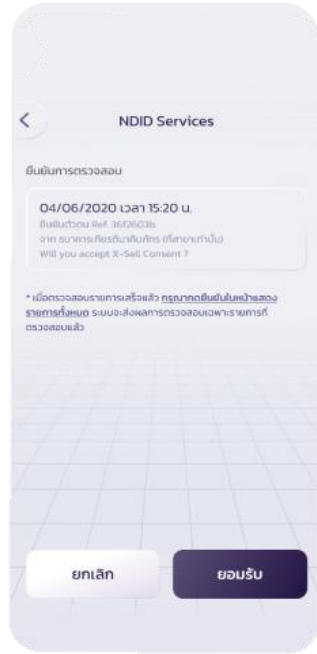 NDID Services
ยืนยันการตรวจสอบ
04/06/2020 เวลา 15:20 น.
ยืนยันตัวตน Ref. 36f2603b
จาก ธนาคารเกียรตินาคินภัทร (ที่สาขาเท่านั้น)
Will you accept X-Sell Consent ?
* เมื่อตรวจสอบรายการเสร็จแล้ว กรุณากดยืนยันในหน้าแสดง
รายการทั้งหมด ระบบจะส่งผลการตรวจสอบเฉพาะรายการที่
ตรวจสอบแล้ว
ยกเลิก
ยอมรับ